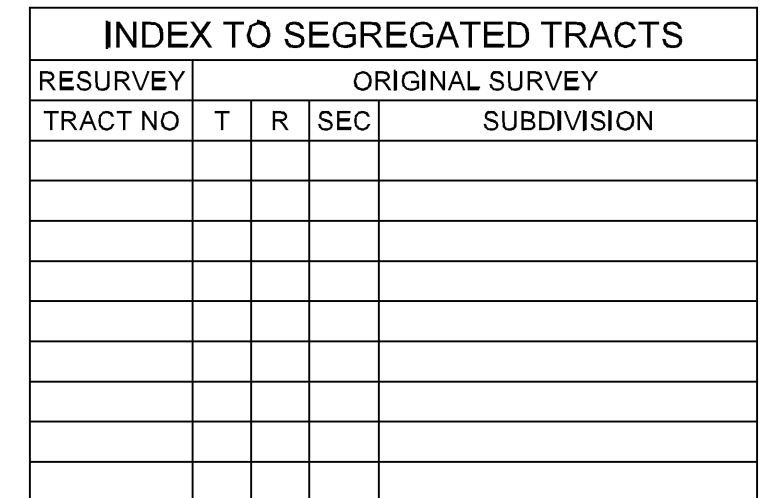 INDEX TO SEGREGATED TRACTS
RESURVEY ORIGINAL SURVEY
TRACT NO T R SEC SUBDIVISION